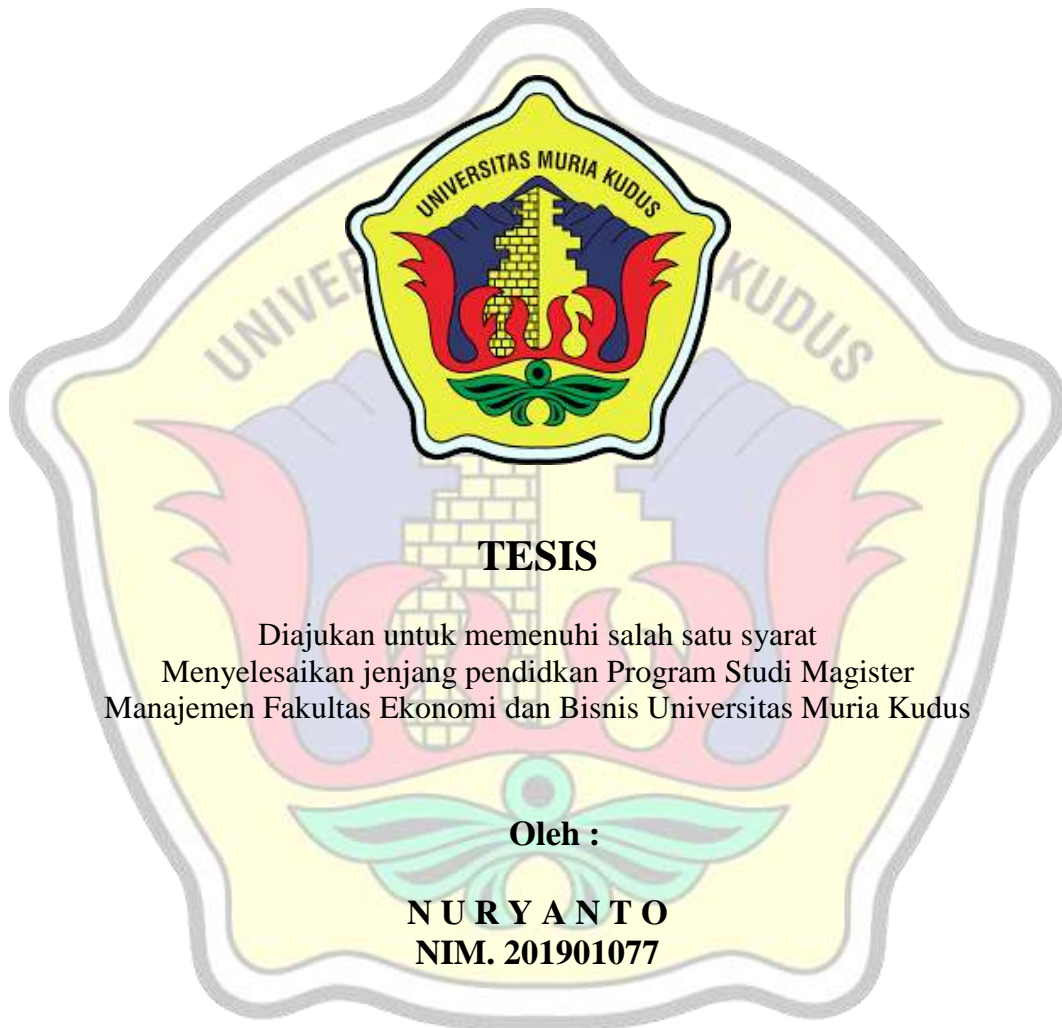 UNIVERSITAS MURIA KUDUS
TESIS
Diajukan untuk memenuhi salah satu syarat
Menyelesaikan jenjang pendidkan Program Studi Magister
Manajemen Fakultas Ekonomi dan Bisnis Universitas Muria Kudus
Oleh :
N U R Y A N T O
NIM. 201901077